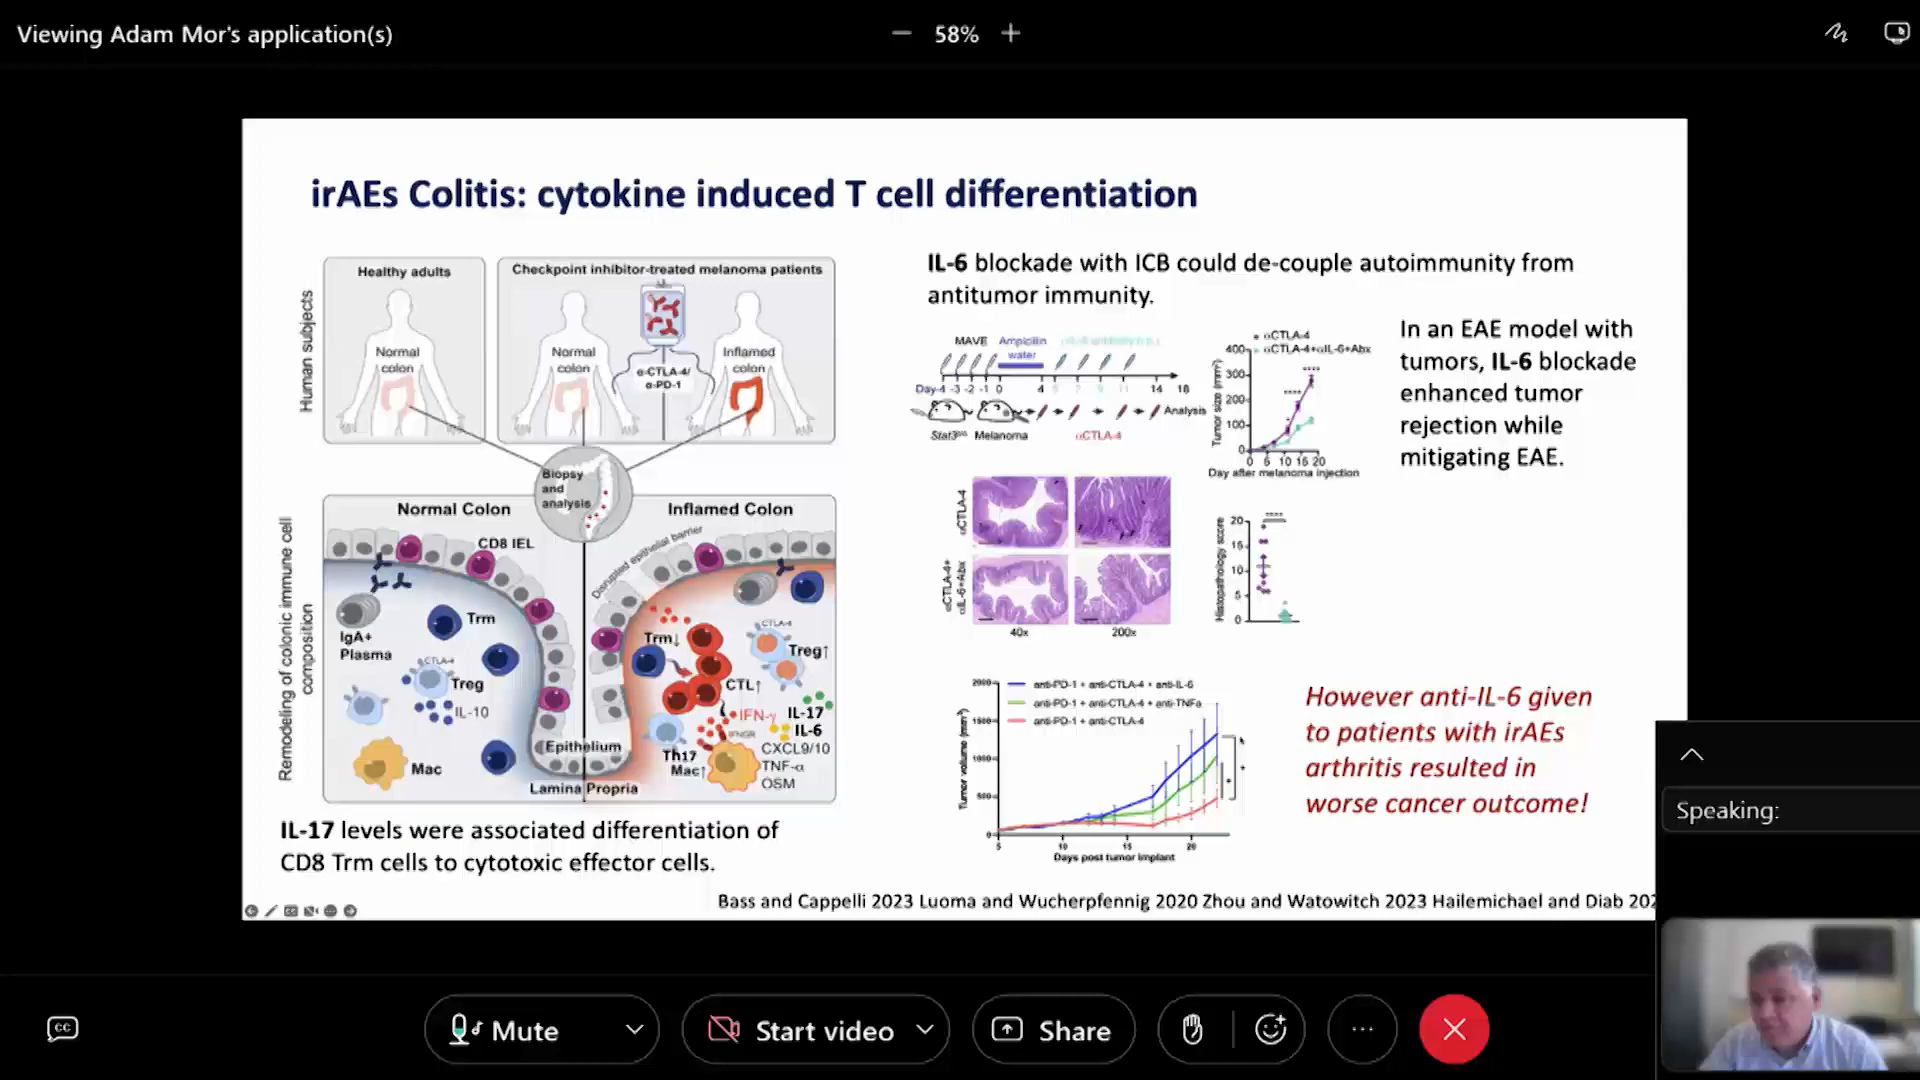 Viewing Adam Mor's application(s)
58%
irAEs Colitis: cytokine induced T cell differentiation
Human subjects
Healthy adults
Normal
colon
Checkpoint inhibitor-treated melanoma patients
Normal
colon
α-CTLA-4/
α-PD-1
Inflamed
colon
Biopsy
and
analysis
Remodeling of colonic immune cell
composition
Normal Colon
CD8 IEL
IgA+
Plasma
Trm
CTLA-4
Treg
IL-10
Mac
Epithelium
Lamina Propria
Inflamed Colon
Disrupted epithelial barrier
Trm↓
CTLA-4
Treg↑
CTL↑
IFN-γ
IFNGR
IL-17
IL-6
Th17
Mac↑
CXCL9/10
TNF-α
OSM
IL-17 levels were associated differentiation of
CD8 Trm cells to cytotoxic effector cells.
IL-6 blockade with ICB could de-couple autoimmunity from
antitumor immunity.
MAVE
Ampicillin
water
Day-4 -3 -2 -1 0 4 5 7 9 11 14 18
Analysis
Melanoma
αCTLA-4
αCTLA-4
αCTLA-4+αIL-6+Abx
Tumor size (mm²)
400
300
200
100
0
0 5 10 15 20
Day after melanoma injection
αCTLA-4
αCTLA-4+
αIL-6+Abx
40x
200x
Histopathology score
20
15
10
5
0
In an EAE model with
tumors, IL-6 blockade
enhanced tumor
rejection while
mitigating EAE.
anti-PD-1 + anti-CTLA-4 + anti-IL-6
anti-PD-1 + anti-CTLA-4 + anti-TNFa
anti-PD-1 + anti-CTLA-4
Tumor volume (mm³)
2000
1500
1000
500
0
5 10 15 20
Days post tumor implant
However anti-IL-6 given
to patients with irAEs
arthritis resulted in
worse cancer outcome!
Bass and Cappelli 2023 Luoma and Wucherpfennig 2020 Zhou and Watowitch 2023 Hailemichael and Diab 202
Speaking:
CC
Mute
Start video
Share